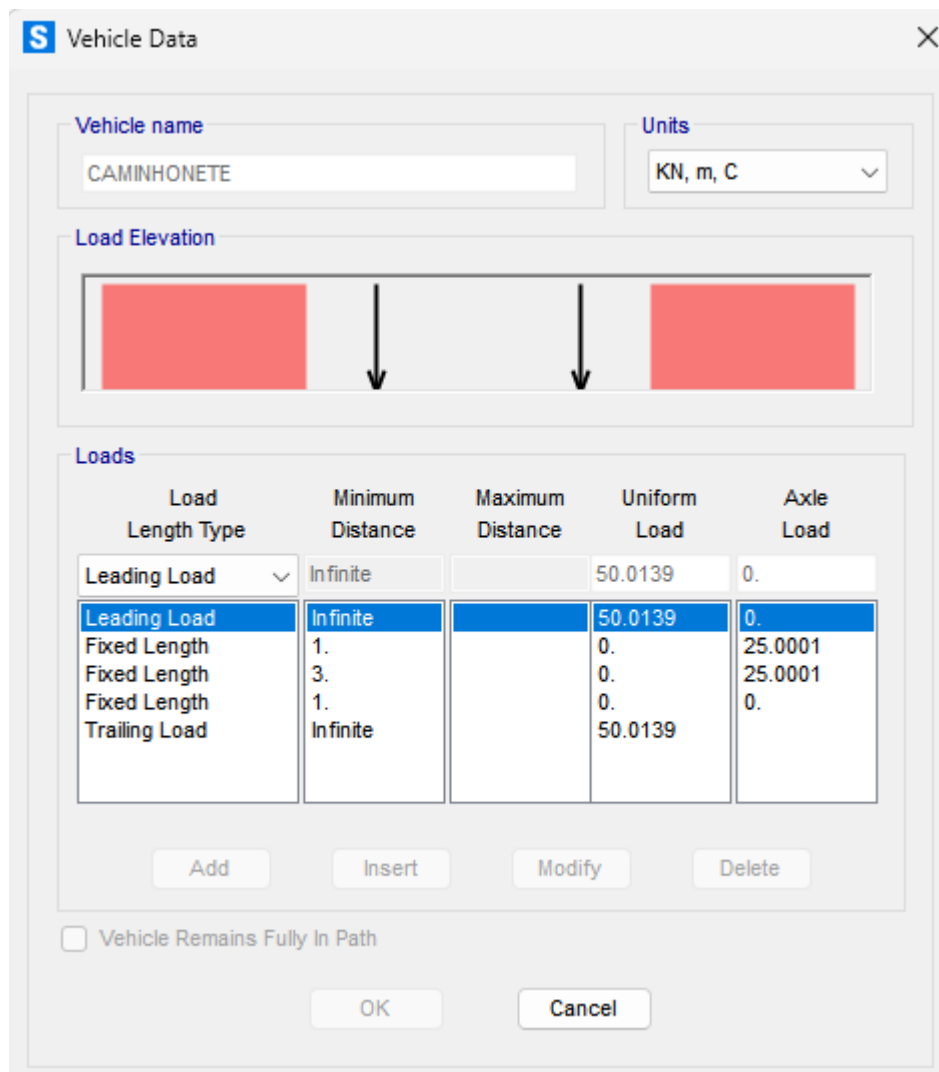 S Vehicle Data
Vehicle name Units
CAMINHONETE KN, m, C
Load Elevation
Loads
Load Minimum Maximum Uniform Axle
Length Type Distance Distance Load Load
Leading Load Infinite 50.0139 0.
Leading Load Infinite 50.0139 0.
Fixed Length 1. 0. 25.0001
Fixed Length 3. 0. 25.0001
Fixed Length 1. 0. 0.
Trailing Load Infinite 50.0139
Add Insert Modify Delete
Vehicle Remains Fully In Path
OK Cancel